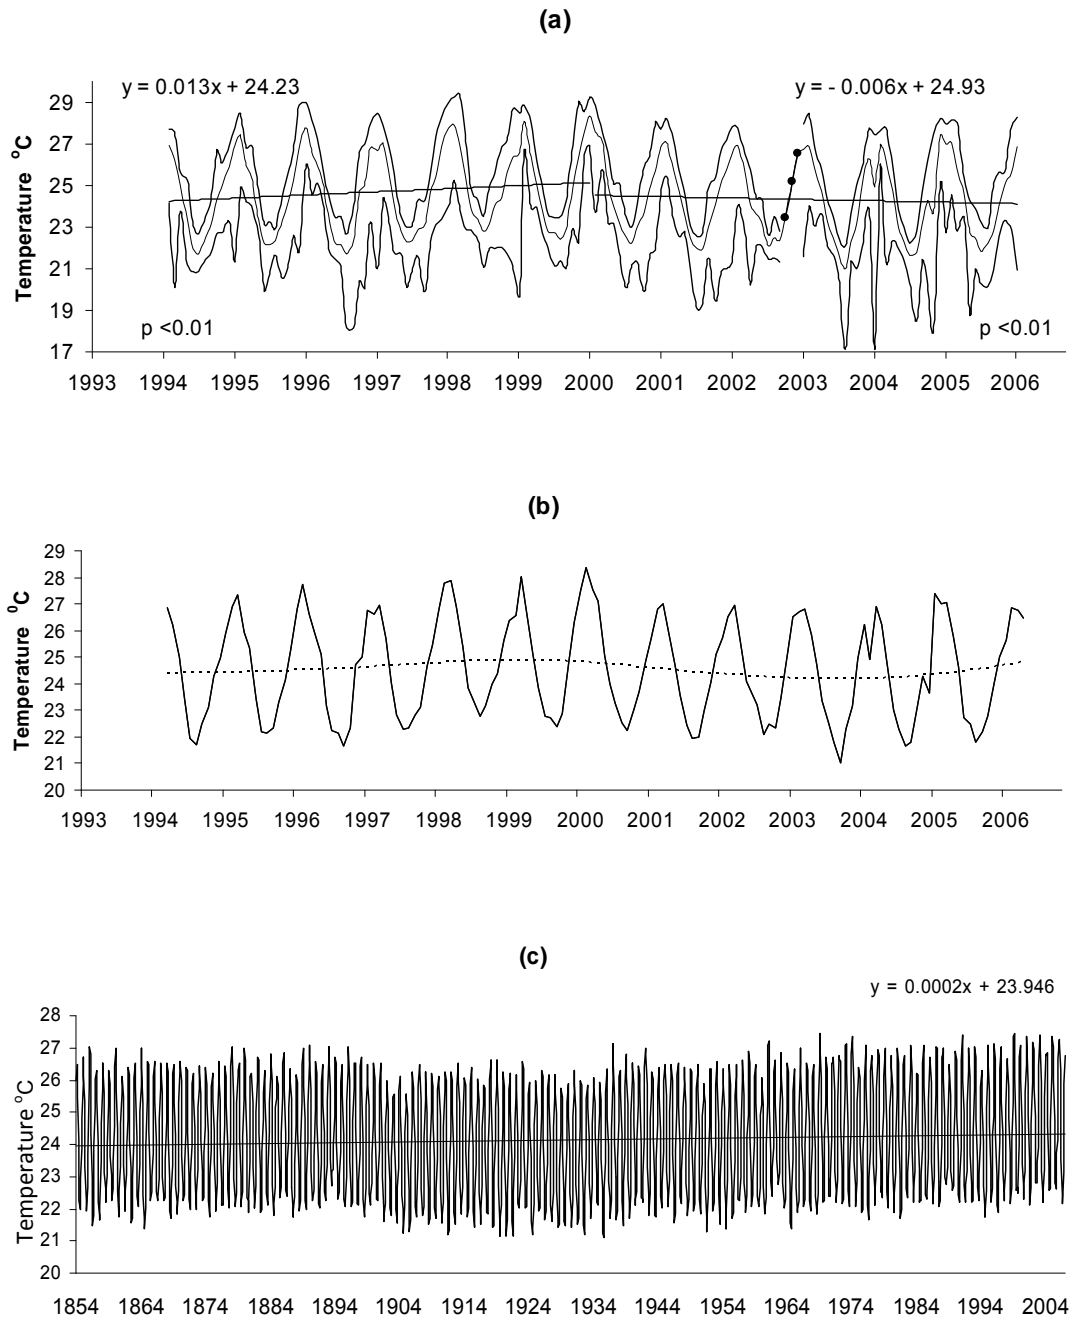 (a)
y = 0.013x + 24.23
y = - 0.006x + 24.93
29
27
25
23
21
19
17
Temperature °C
p <0.01
p <0.01
1993 1994 1995 1996 1997 1998 1999 2000 2001 2002 2003 2004 2005 2006
(b)
29
28
27
26
25
24
23
22
21
20
Temperature ⁰C
1993 1994 1995 1996 1997 1998 1999 2000 2001 2002 2003 2004 2005 2006
(c)
y = 0.0002x + 23.946
28
27
26
25
24
23
22
21
20
Temperature °C
1854 1864 1874 1884 1894 1904 1914 1924 1934 1944 1954 1964 1974 1984 1994 2004